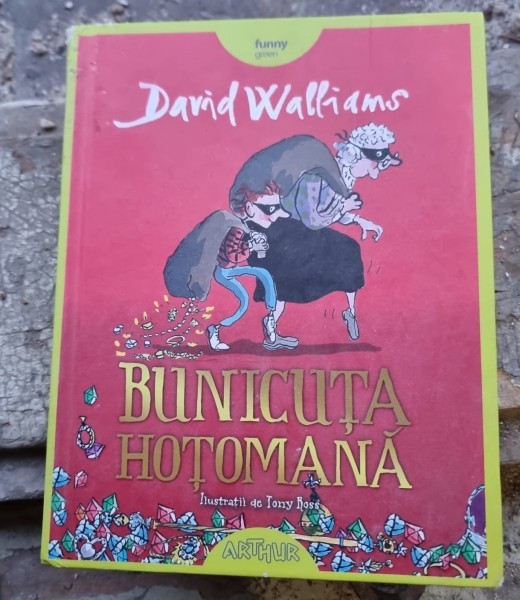 funny
green
David Walliams
BUNICUȚA
HOȚOMANĂ
Ilustrații de Tony Ross
ARTHUR